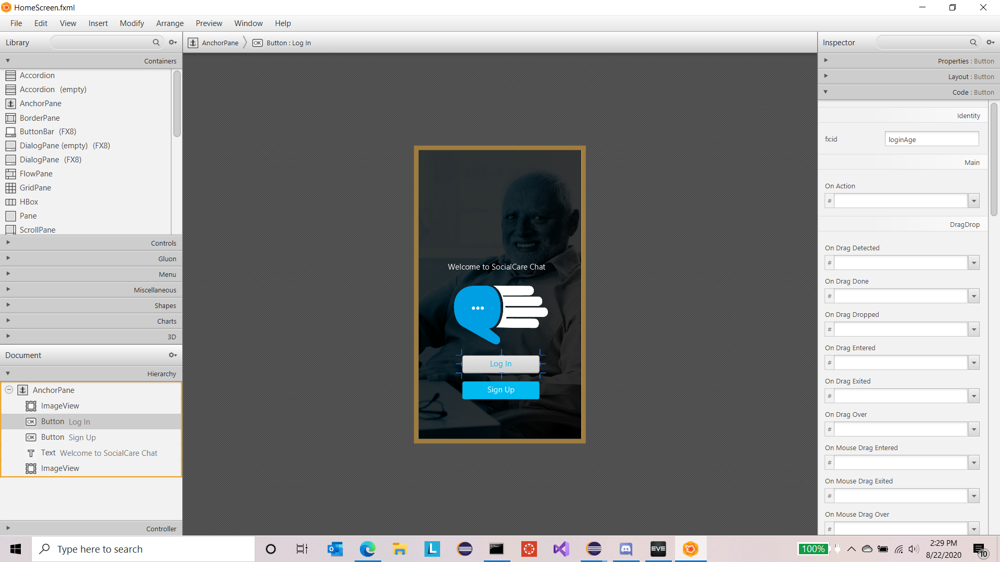 HomeScreen.fxml
File Edit View Insert Modify Arrange Preview Window Help
Library
Containers
Accordion
Accordion (empty)
AnchorPane
BorderPane
ButtonBar (FX8)
DialogPane (empty) (FX8)
DialogPane (FX8)
FlowPane
GridPane
HBox
Pane
ScrollPane
Controls
Gluon
Menu
Miscellaneous
Shapes
Charts
3D
Document
Hierarchy
AnchorPane
ImageView
OK Button Log In
OK Button Sign Up
T Text Welcome to SocialCare Chat
ImageView
Controller
AnchorPane OK Button : Log In
Welcome to SocialCare Chat
Log In
Sign Up
Inspector
Properties : Button
Layout : Button
Code : Button
Identity
fx:id loginAge
Main
On Action
#
DragDrop
On Drag Detected
#
On Drag Done
#
On Drag Dropped
#
On Drag Entered
#
On Drag Exited
#
On Drag Over
#
On Mouse Drag Entered
#
On Mouse Drag Exited
#
On Mouse Drag Over
#
Type here to search
L
EVE
100%
2:29 PM
8/22/2020
10